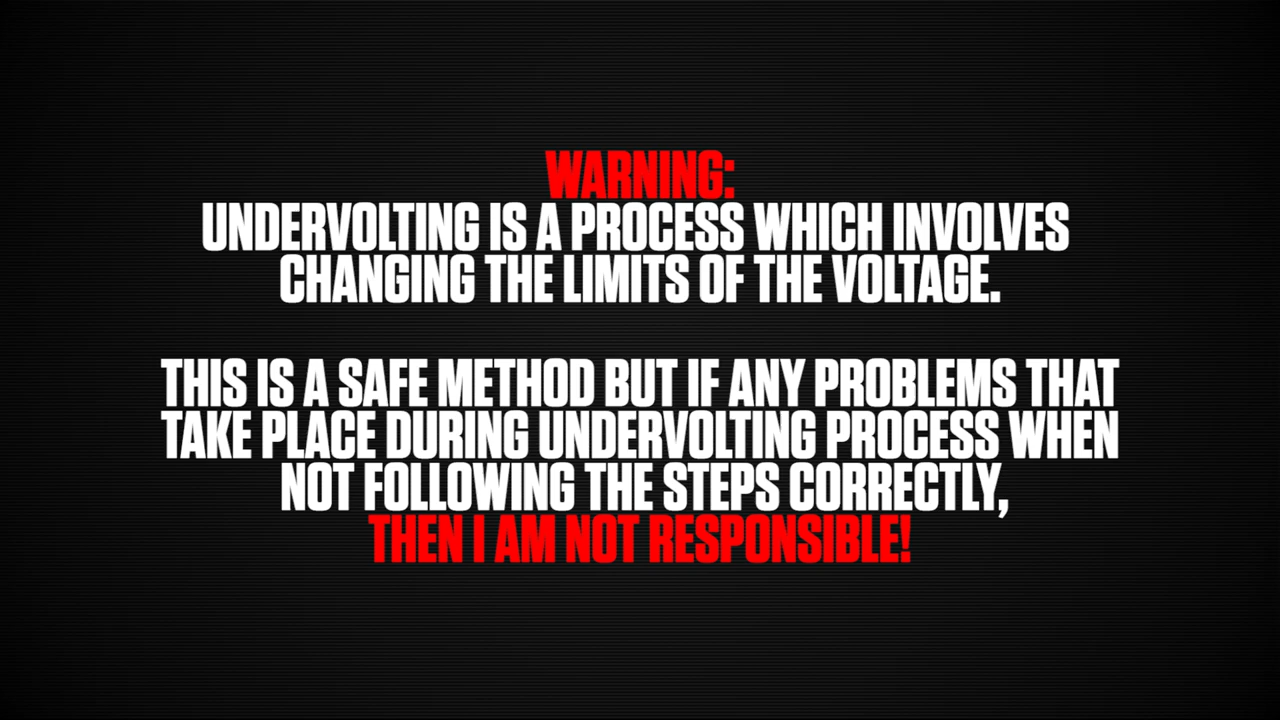 WARNING:
UNDERVOLTING IS A PROCESS WHICH INVOLVES
CHANGING THE LIMITS OF THE VOLTAGE.
THIS IS A SAFE METHOD BUT IF ANY PROBLEMS THAT
TAKE PLACE DURING UNDERVOLTING PROCESS WHEN
NOT FOLLOWING THE STEPS CORRECTLY,
THEN I AM NOT RESPONSIBLE!